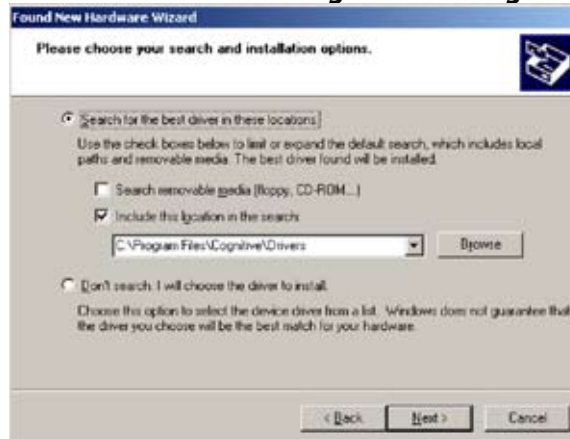 Found New Hardware Wizard
Please choose your search and installation options.
Search for the best driver in these locations.
Use the check boxes below to limit or expand the default search, which includes local
paths and removable media. The best driver found will be installed.
Search removable media (floppy, CD-ROM...)
Include this location in the search:
C:\Program Files\Cognitive\Drivers
Browse
Don't search. I will choose the driver to install.
Choose this option to select the device driver from a list. Windows does not guarantee that
the driver you choose will be the best match for your hardware.
< Back
Next >
Cancel